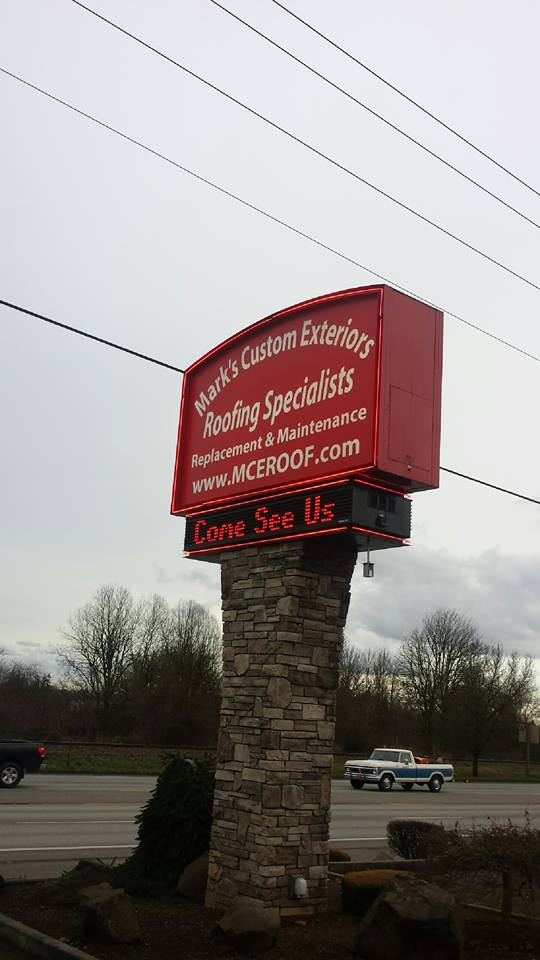 Mark's Custom Exteriors
Roofing Specialists
Replacement & Maintenance
www.MCEROOF.com
Come See Us